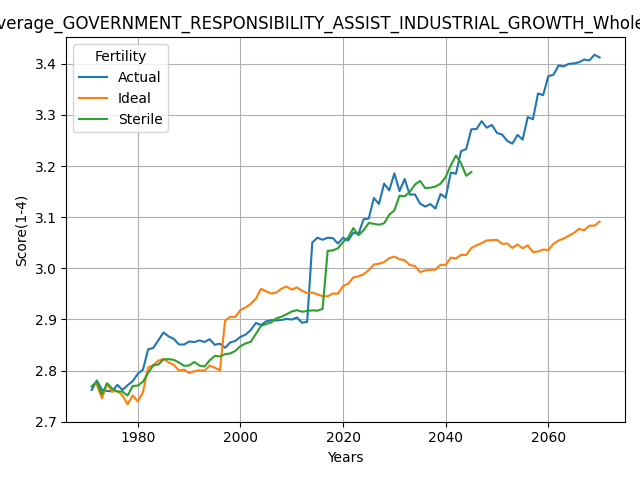 verage_GOVERNMENT_RESPONSIBILITY_ASSIST_INDUSTRIAL_GROWTH_Whole
Fertility
Actual
Ideal
Sterile
Score(1-4)
3.4
3.3
3.2
3.1
3.0
2.9
2.8
2.7
1980 2000 2020 2040 2060
Years